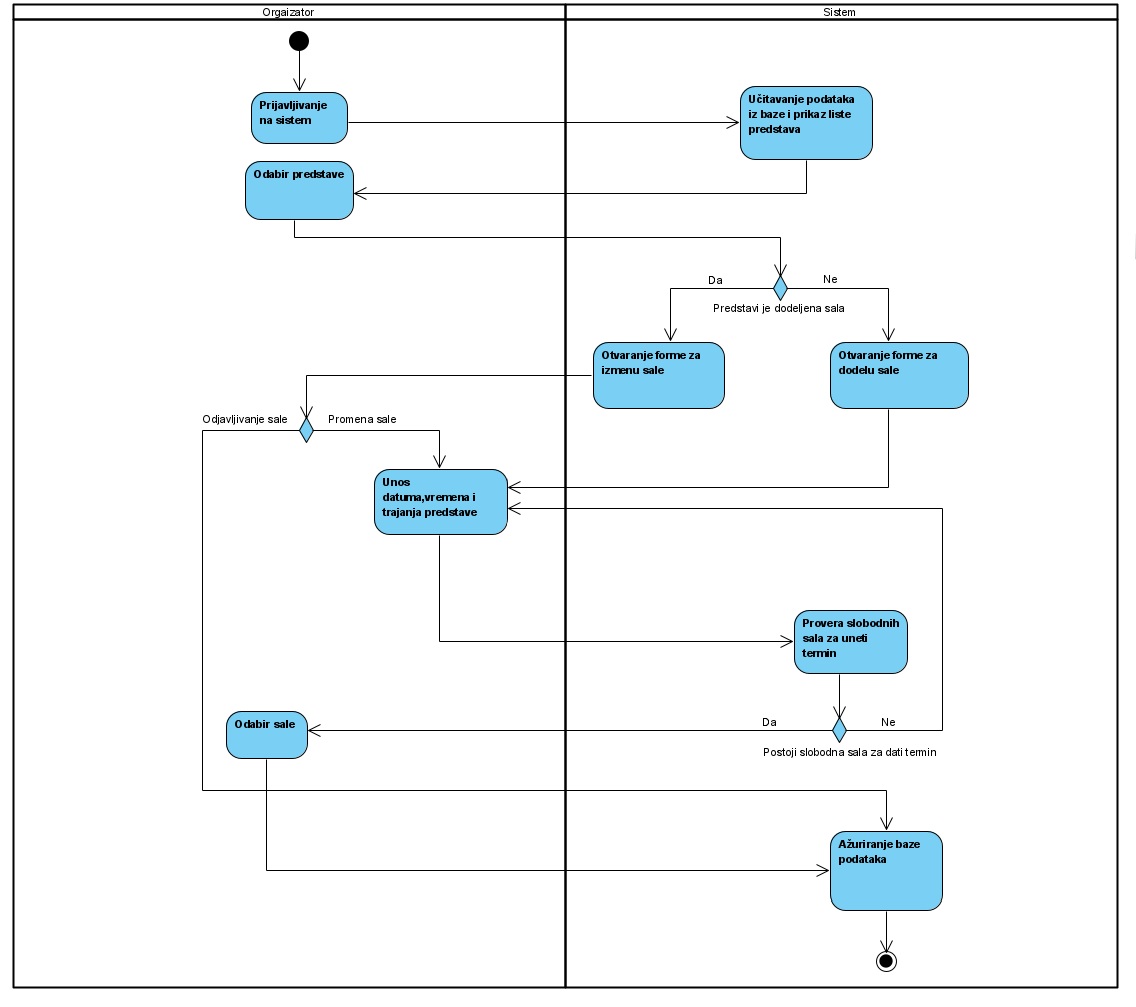 Orgaizator
Sistem
Prijavljivanje
na sistem
Učitavanje podataka
iz baze i prikaz liste
predstava
Odabir predstave
Da
Ne
Predstavi je dodeljena sala
Otvaranje forme za
izmenu sale
Otvaranje forme za
dodelu sale
Odjavljivanje sale
Promena sale
Unos
datuma,vremena i
trajanja predstave
Provera slobodnih
sala za uneti
termin
Odabir sale
Da
Ne
Postoji slobodna sala za dati termin
Ažuriranje baze
podataka